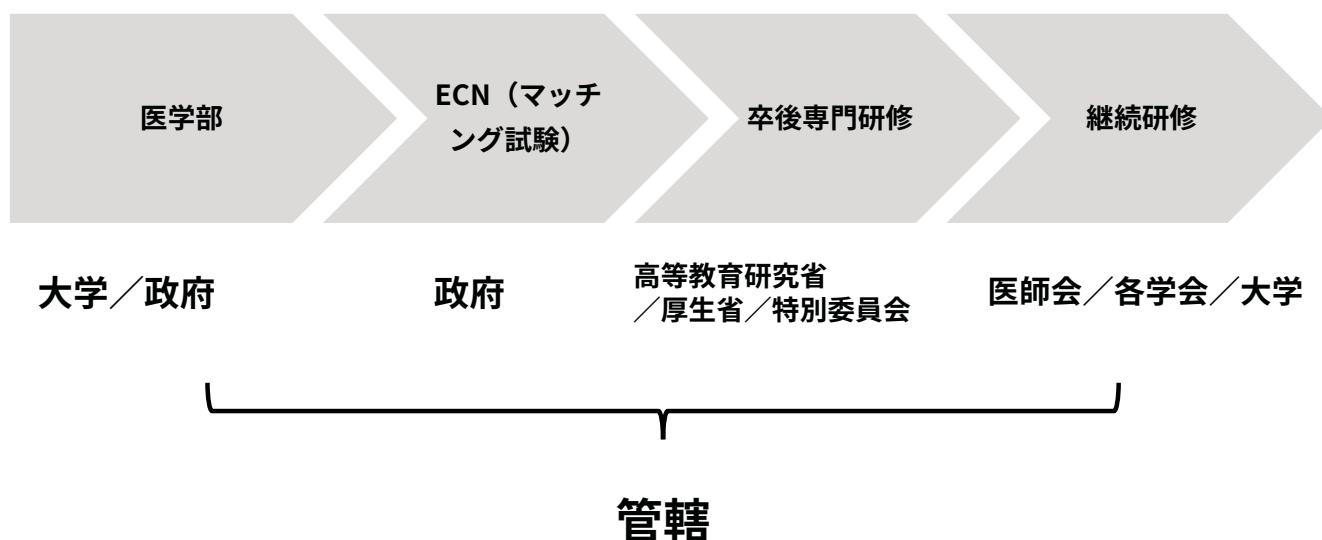 医学部
ECN（マッチ
ング試験）
卒後専門研修
継続研修
大学／政府
政府
高等教育研究省
／厚生省／特別委員会
医師会／各学会／大学
管轄